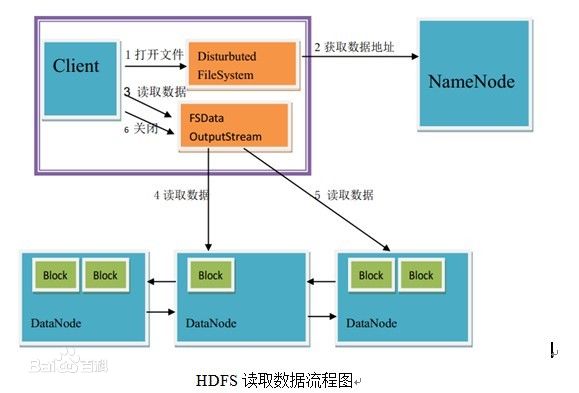 Client
1 打开文件
Disturbuted
FileSystem
2 获取数据地址
NameNode
3 读取数据
6 关闭
FSData
OutputStream
4 读取数据
5 读取数据
Block
Block
DataNode
Block
DataNode
Block
Block
DataNode
Bai百科
HDFS 读取数据流程图